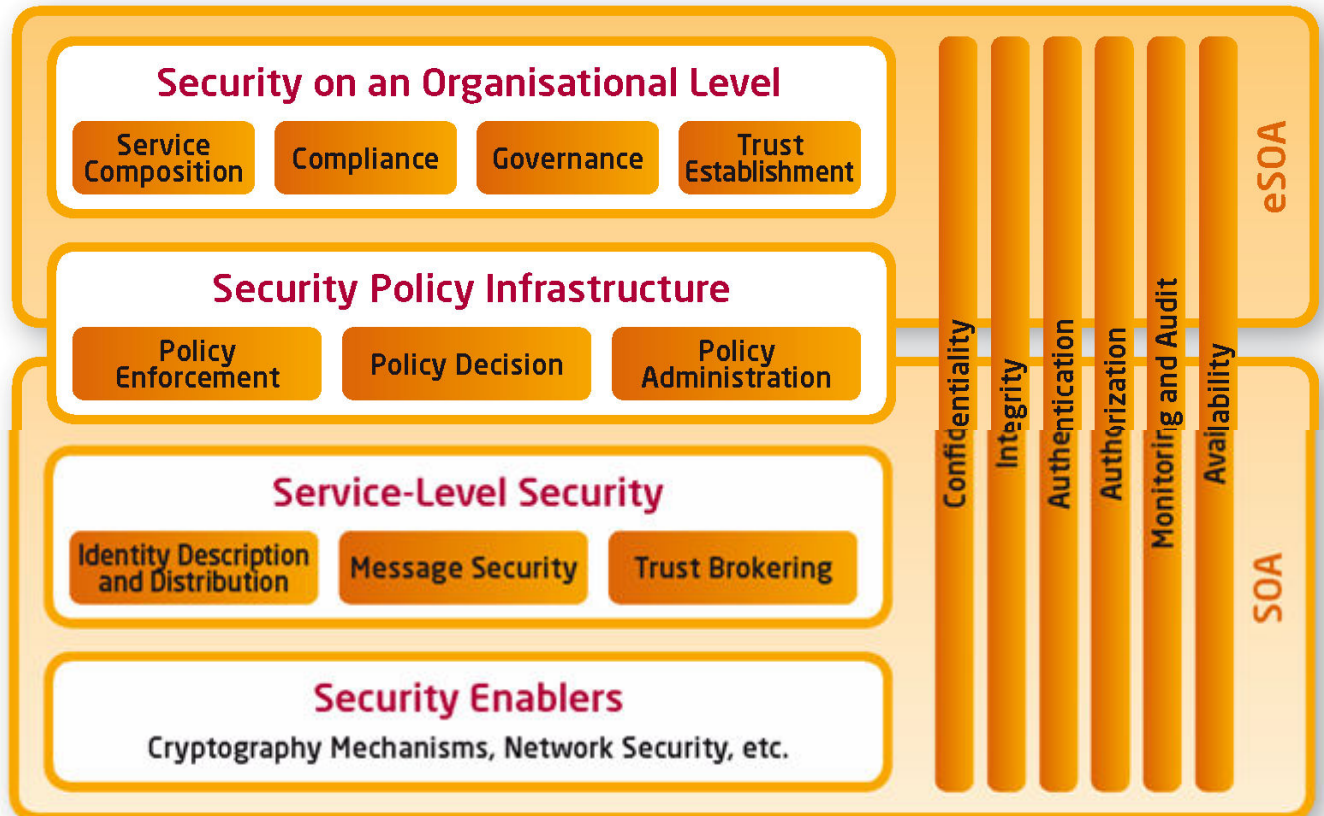 Security on an Organisational Level
Service
Composition
Compliance
Governance
Trust
Establishment
Security Policy Infrastructure
Policy
Enforcement
Policy Decision
Policy
Administration
Service-Level Security
Identity Description
and Distribution
Message Security
Trust Brokering
Security Enablers
Cryptography Mechanisms, Network Security, etc.
Confidentiality
Integrity
Authentication
Authorization
Monitoring and Audit
Availability
eSOA
SOA